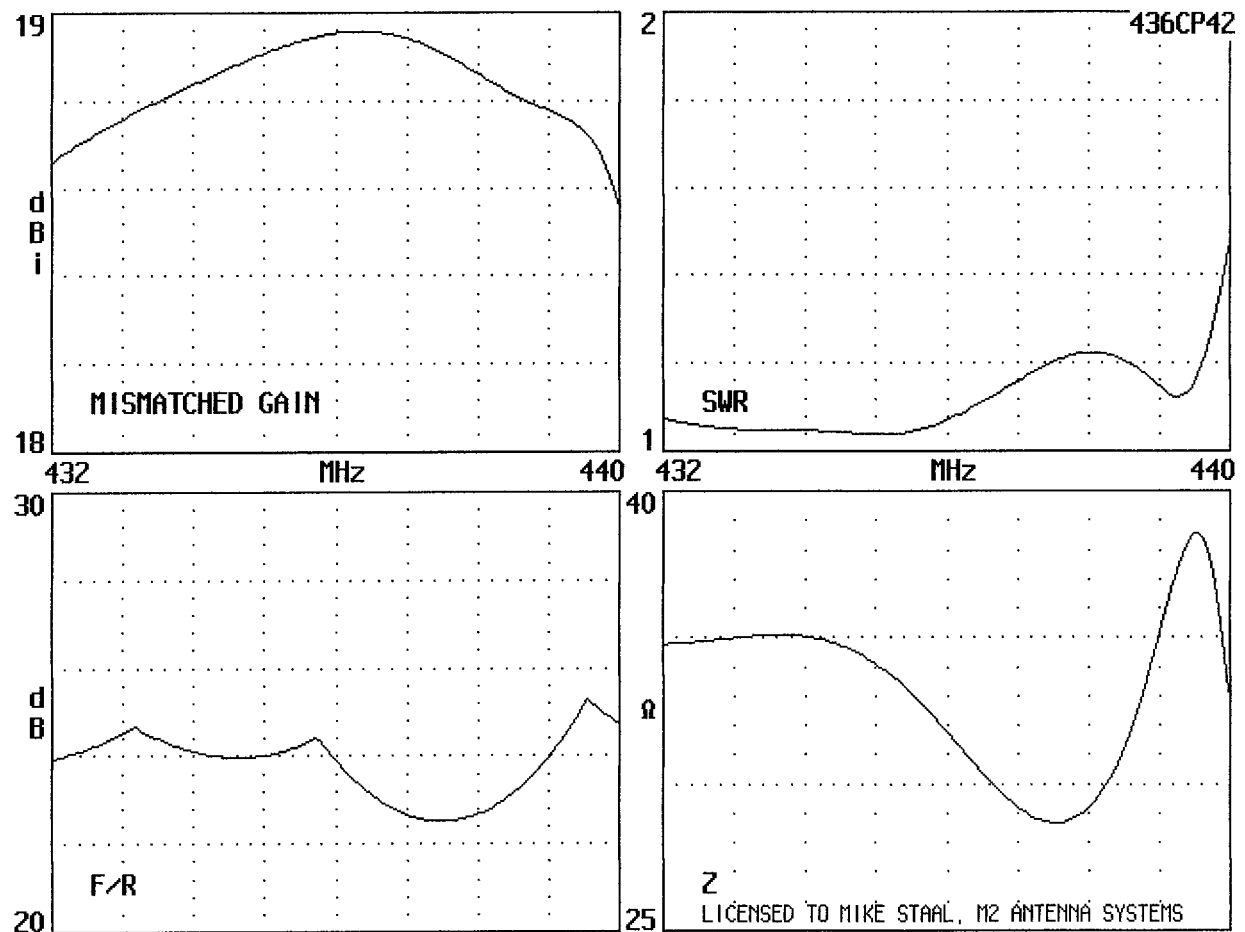 19
d
B
i
18
MISMATCHED GAIN
432 MHz 440
2
436CP42
SWR
1
432 MHz 440
30
d
B
F/R
20
40
Ω
Z
25
LICENSED TO MIKE STAAL, M2 ANTENNA SYSTEMS